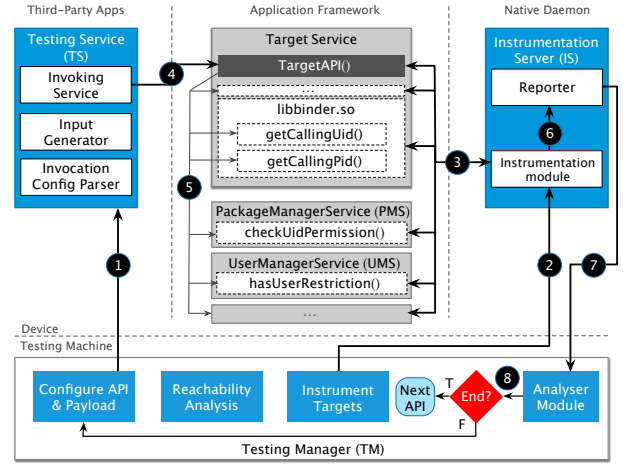 Third-Party Apps
Application Framework
Native Daemon
Testing Service
(TS)
Invoking
Service
Input
Generator
Invocation
Config Parser
4
Target Service
TargetAPI()
...
libbinder.so
getCallingUid()
getCallingPid()
5
PackageManagerService (PMS)
checkUidPermission()
UserManagerService (UMS)
hasUserRestriction()
...
3
Instrumentation
Server (IS)
Reporter
6
Instrumentation
module
1
2
7
Device
Testing Machine
Configure API
& Payload
Reachability
Analysis
Instrument
Targets
Next
API
T
End?
F
8
Analyser
Module
Testing Manager (TM)